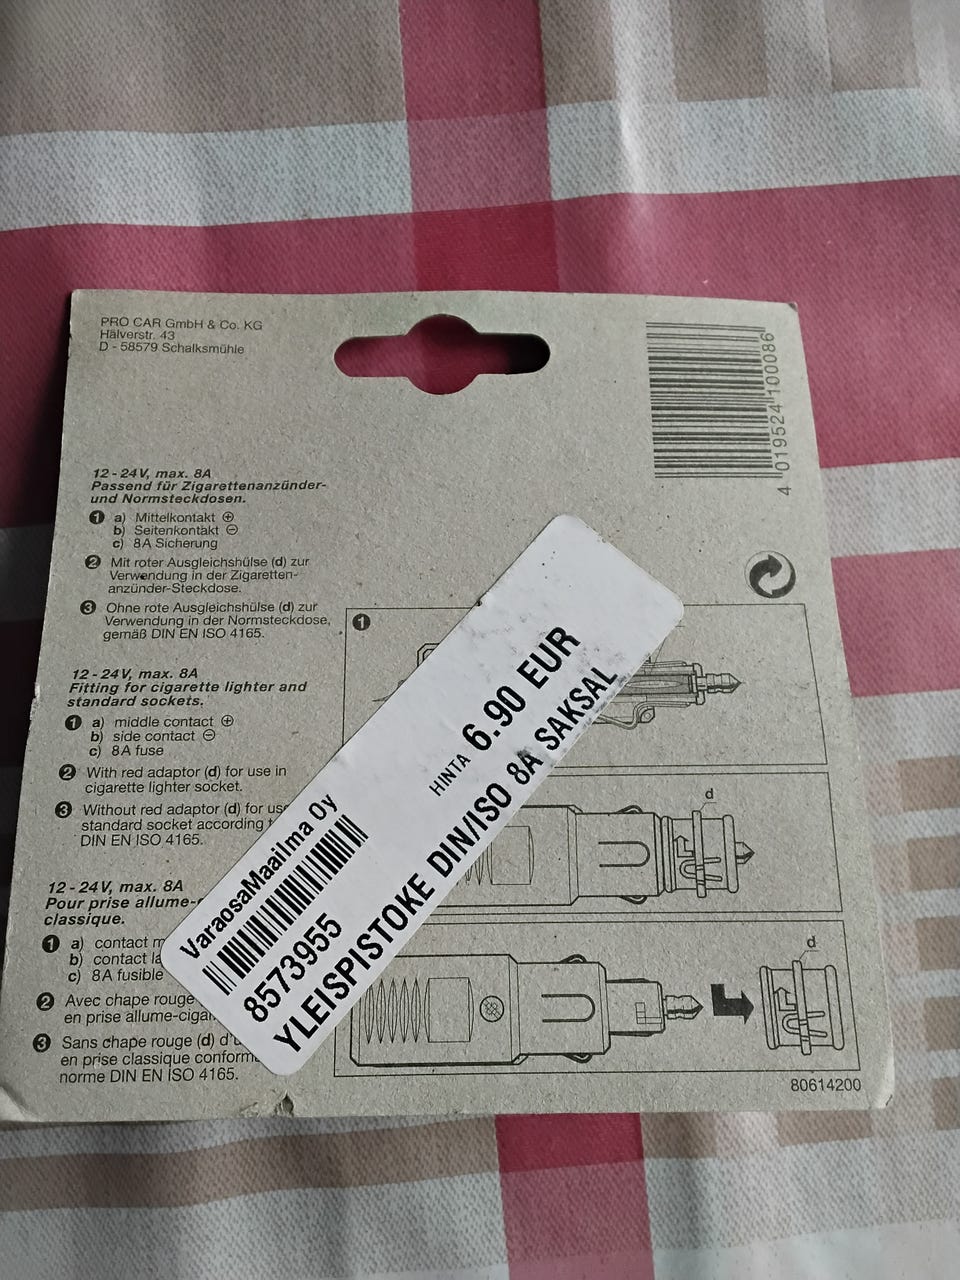 PRO CAR GmbH & Co. KG
Hälverstr. 43
D - 58579 Schalksmühle
4 019524 100086
12 - 24V, max. 8A
Passend für Zigarettenanzünder-
und Normsteckdosen.
1 a) Mittelkontakt ⊕
b) Seitenkontakt ⊖
c) 8A Sicherung
2 Mit roter Ausgleichshülse (d) zur
Verwendung in der Zigaretten-
anzünder-Steckdose.
3 Ohne rote Ausgleichshülse (d) zur
Verwendung in der Normsteckdose,
gemäß DIN EN ISO 4165.
12 - 24V, max. 8A
Fitting for cigarette lighter and
standard sockets.
1 a) middle contact ⊕
b) side contact ⊖
c) 8A fuse
2 With red adaptor (d) for use in
cigarette lighter socket.
3 Without red adaptor (d) for use
standard socket according
DIN EN ISO 4165.
12 - 24V, max. 8A
Pour prise allume-
classique.
1 a) contact
b) contact
c) 8A fusible
2 Avec chape rouge
en prise allume-
3 Sans chape rouge (d)
en prise classique
norme DIN EN ISO 4165.
VaraosaMaailma Oy
HINTA 6.90 EUR
8573955
YLEISPISTOKE DIN/ISO 8A SAKSAL
1
d
d
80614200